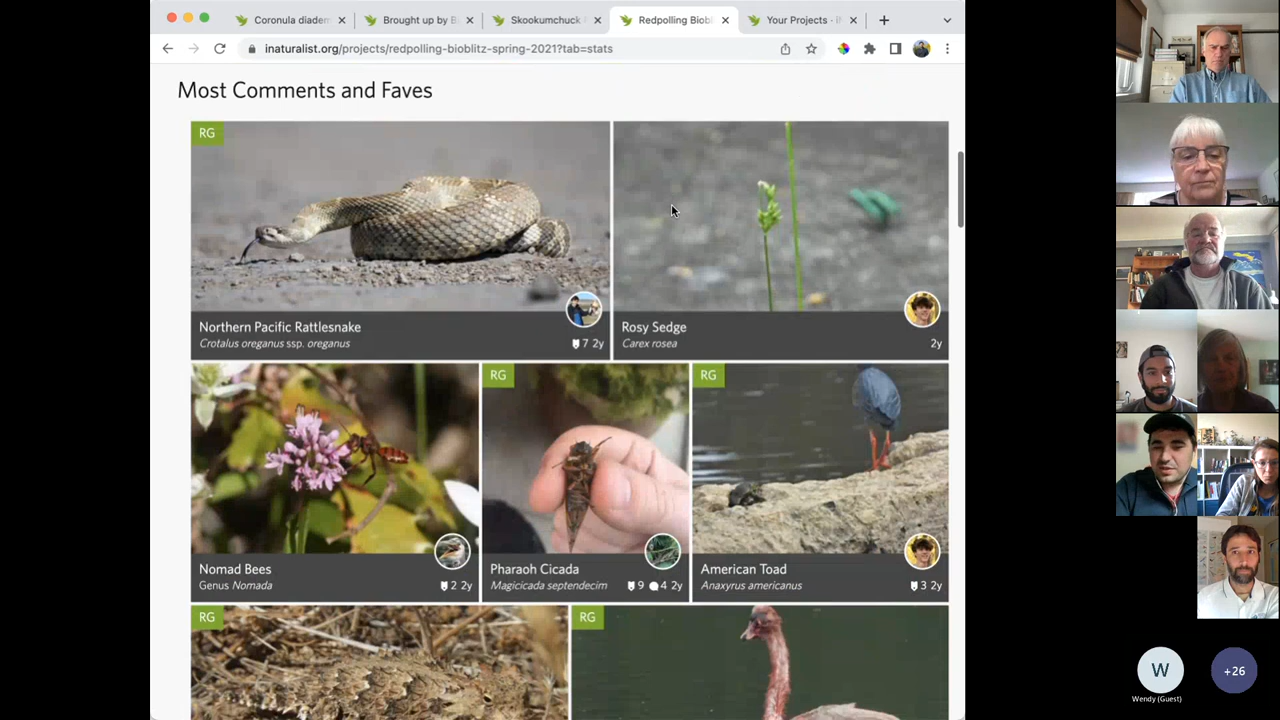 Coronula diadem
Brought up by B
Skookumchuck
Redpolling Biobl
Your Projects - i
inaturalist.org/projects/redpolling-bioblitz-spring-2021?tab=stats
Most Comments and Faves
RG
Northern Pacific Rattlesnake
Crotalus oreganus ssp. oreganus
7 2y
Rosy Sedge
Carex rosea
2y
Nomad Bees
Genus Nomada
2 2y
RG
Pharaoh Cicada
Magicicada septendecim
9 4 2y
RG
American Toad
Anaxyrus americanus
3 2y
RG
RG
W
Wendy (Guest)
+26